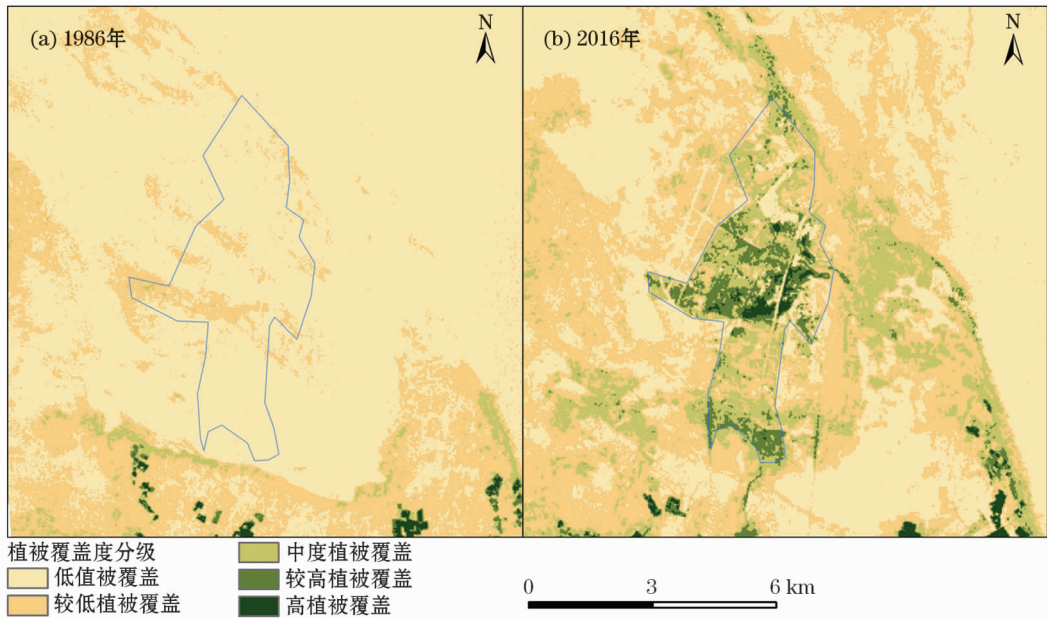 (a) 1986年
N
(b) 2016年
N
植被覆盖度分级
低值被覆盖
较低植被覆盖
中度植被覆盖
较高植被覆盖
高植被覆盖
0 3 6 km